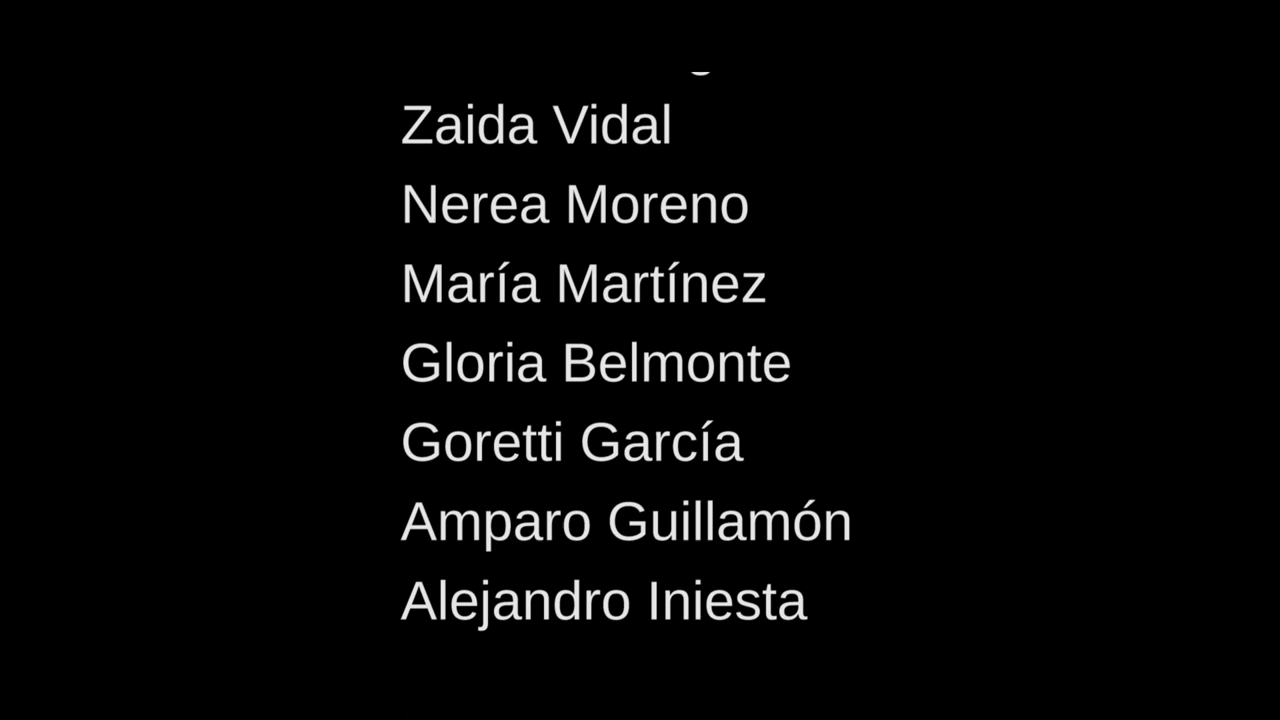 Zaida Vidal
Nerea Moreno
María Martínez
Gloria Belmonte
Goretti García
Amparo Guillamón
Alejandro Iniesta